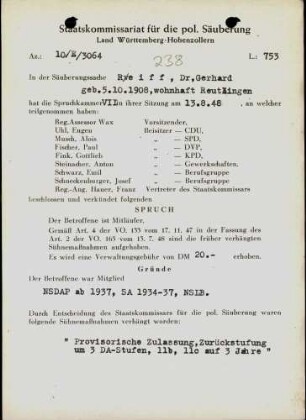 Staatskommissariat für die pol. Säuberung
Land Württemberg-Hohenzollern
Az.: 10/E/3064
L.: 753
238
In der Säuberungssache Reiff, Dr.Gerhard
geb.5.10.1908,wohnhaft Reutlingen
hat die Spruchkammer VII in ihrer Sitzung am 13.8.48 , an welcher
teilgenommen haben:
Reg.Assessor Wax Vorsitzender,
Uhl, Eugen Beisitzer — CDU,
Munsh, Alois „ — SPD,
Fischer, Paul „ — DVP,
Fink, Gottlieb „ — KPD,
Steinacher, Anton „ — Gewerkschaften.
Schwarz, Emil „ — Berufsgruppe
Schneckenburger, Josef „ — Berufsgruppe
Reg.-Ang. Hauer, Franz Vertreter des Staatskommissars
beschlossen und verkündet folgenden
SPRUCH
Der Betroffene ist Mitläufer.
Gemäß Art. 4 der VO. 133 vom 17. 11. 47 in der Fassung des
Art. 2 der VO. 165 vom 13. 7. 48 sind die früher verhängten
Sühnemaßnahmen aufgehoben.
Es wird eine Verwaltungsgebühr von DM 20.- erhoben.
Gründe
Der Betroffene war Mitglied
NSDAP ab 1937, SA 1934-37, NSLB.
Durch Entscheidung des Staatskommissars für die pol. Säuberung waren
folgende Sühnemaßnahmen verhängt worden:
" Provisorische Zulassung,Zurückstufung
um 3 DA-Stufen, 11b, 11c auf 3 Jahre "